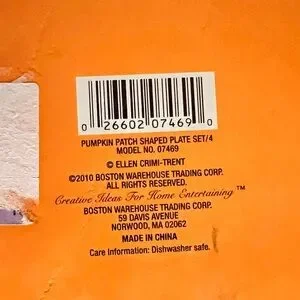 0 26602 07469 0
PUMPKIN PATCH SHAPED PLATE SET/4
MODEL NO. 07469
© ELLEN CRIMI-TRENT
©2010 BOSTON WAREHOUSE TRADING CORP.
ALL RIGHTS RESERVED.
Creative Ideas For Home Entertaining™
BOSTON WAREHOUSE TRADING CORP.
59 DAVIS AVENUE
NORWOOD, MA 02062
MADE IN CHINA
Care Information: Dishwasher safe.